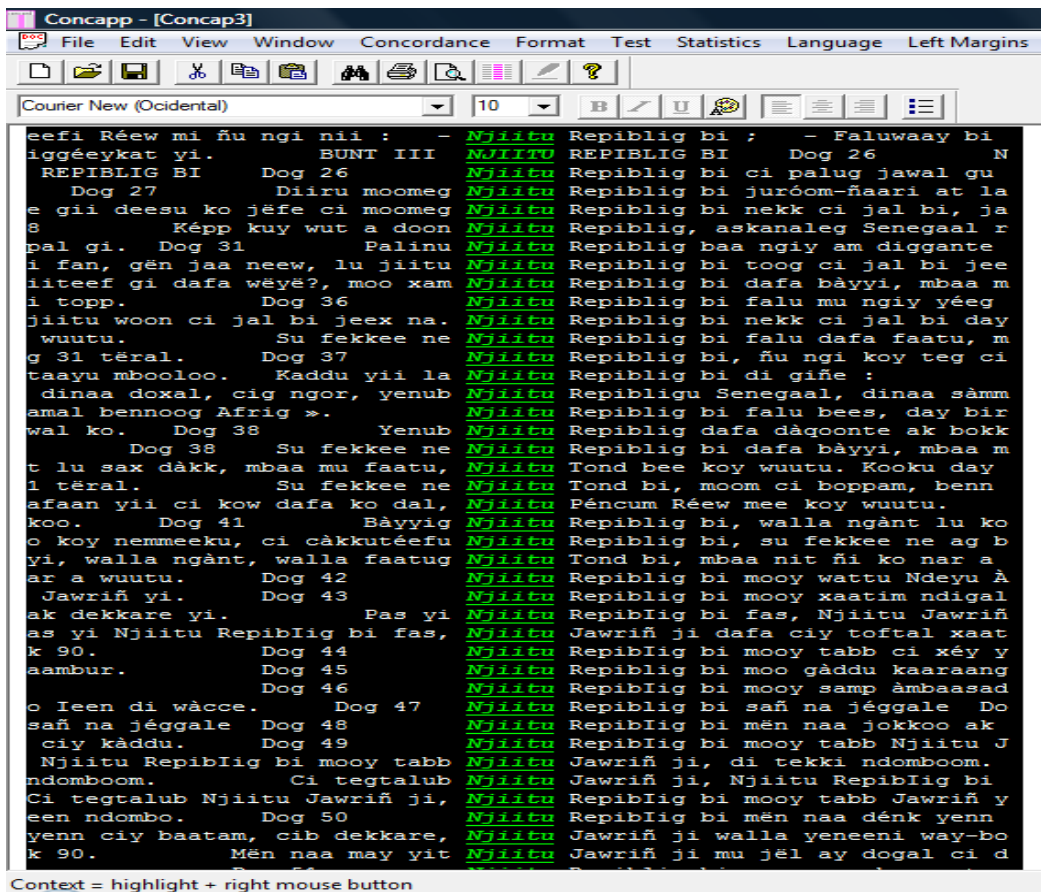 Concapp - [Concap3]
File Edit View Window Concordance Format Test Statistics Language Left Margins
Courier New (Ocidental) 10 B U
eefi Réew mi ñu ngi nii : – Njiitu Repiblig bi ; – Faluwaay bi
iggéeykat yi. BUNT III NJIITU REPIBLIG BI Dog 26 N
REPIBLIG BI Dog 26 Njiitu Repiblig bi ci palug jawal gu
Dog 27 Diiru moomeg Njiitu Repiblig bi juróom-ñaari at la
e gii deesu ko jëfe ci moomeg Njiitu Repiblig bi nekk ci jal bi, ja
8 Képp kuy wut a doon Njiitu Repiblig, askanaleg Senegaal r
pal gi. Dog 31 Palinu Njiitu Repiblig baa ngiy am diggante
i fan, gën jaa neew, lu jiitu Njiitu Repiblig bi toog ci jal bi jee
iiteef gi dafa wëyë?, moo xam Njiitu Repiblig bi dafa bàyyi, mbaa m
i topp. Dog 36 Njiitu Repiblig bi falu mu ngiy yéeg
jiitu woon ci jal bi jeex na. Njiitu Repiblig bi nekk ci jal bi day
wuutu. Su fekkee ne Njiitu Repiblig bi falu dafa faatu, m
g 31 tëral. Dog 37 Njiitu Repiblig bi, ñu ngi koy teg ci
taayu mbooloo. Kaddu yii la Njiitu Repiblig bi di giñe :
dinaa doxal, cig ngor, yenub Njiitu Repibligu Senegaal, dinaa sàmm
amal bennoog Afrig ». Njiitu Repiblig bi falu bees, day bir
wal ko. Dog 38 Yenub Njiitu Repiblig dafa dàqoonte ak bokk
Dog 38 Su fekkee ne Njiitu Repiblig bi dafa bàyyi, mbaa m
t lu sax dàkk, mbaa mu faatu, Njiitu Tond bee koy wuutu. Kooku day
1 tëral. Su fekkee ne Njiitu Tond bi, moom ci boppam, benn
afaan yii ci kow dafa ko dal, Njiitu Péncum Réew mee koy wuutu.
koo. Dog 41 Bàyyig Njiitu Repiblig bi, walla ngànt lu ko
o koy nemmeeku, ci càkkutéefu Njiitu Repiblig bi, su fekkee ne ag b
yi, walla ngànt, walla faatug Njiitu Tond bi, mbaa nit ñi ko nar a
ar a wuutu. Dog 42 Njiitu Repiblig bi mooy wattu Ndeyu À
Jawriñ yi. Dog 43 Njiitu Repiblig bi mooy xaatim ndigal
ak dekkare yi. Pas yi Njiitu RepibIig bi fas, Njiitu Jawriñ
as yi Njiitu RepibIig bi fas, Njiitu Jawriñ ji dafa ciy toftal xaat
k 90. Dog 44 Njiitu RepibIig bi mooy tabb ci xéy y
aambur. Dog 45 Njiitu Repiblig bi moo gàddu kaaraang
Dog 46 Njiitu RepibIig bi mooy samp àmbaasad
o Ieen di wàcce. Dog 47 Njiitu Repiblig bi sañ na jéggale Do
sañ na jéggale Dog 48 Njiitu RepibIig bi mën naa jokkoo ak
ciy kàddu. Dog 49 Njiitu RepibIig bi mooy tabb Njiitu J
Njiitu RepibIig bi mooy tabb Njiitu Jawriñ ji, di tekki ndomboom.
ndomboom. Ci tegtalub Njiitu Jawriñ ji, Njiitu RepibIig bi
Ci tegtalub Njiitu Jawriñ ji, Njiitu RepibIig bi mooy tabb Jawriñ y
een ndombo. Dog 50 Njiitu RepibIig bi mën naa dénk yenn
yenn ciy baatam, cib dekkare, Njiitu Jawriñ ji walla yeneeni way-bo
k 90. Mën naa may yit Njiitu Jawriñ ji mu jël ay dogal ci d
Context = highlight + right mouse button